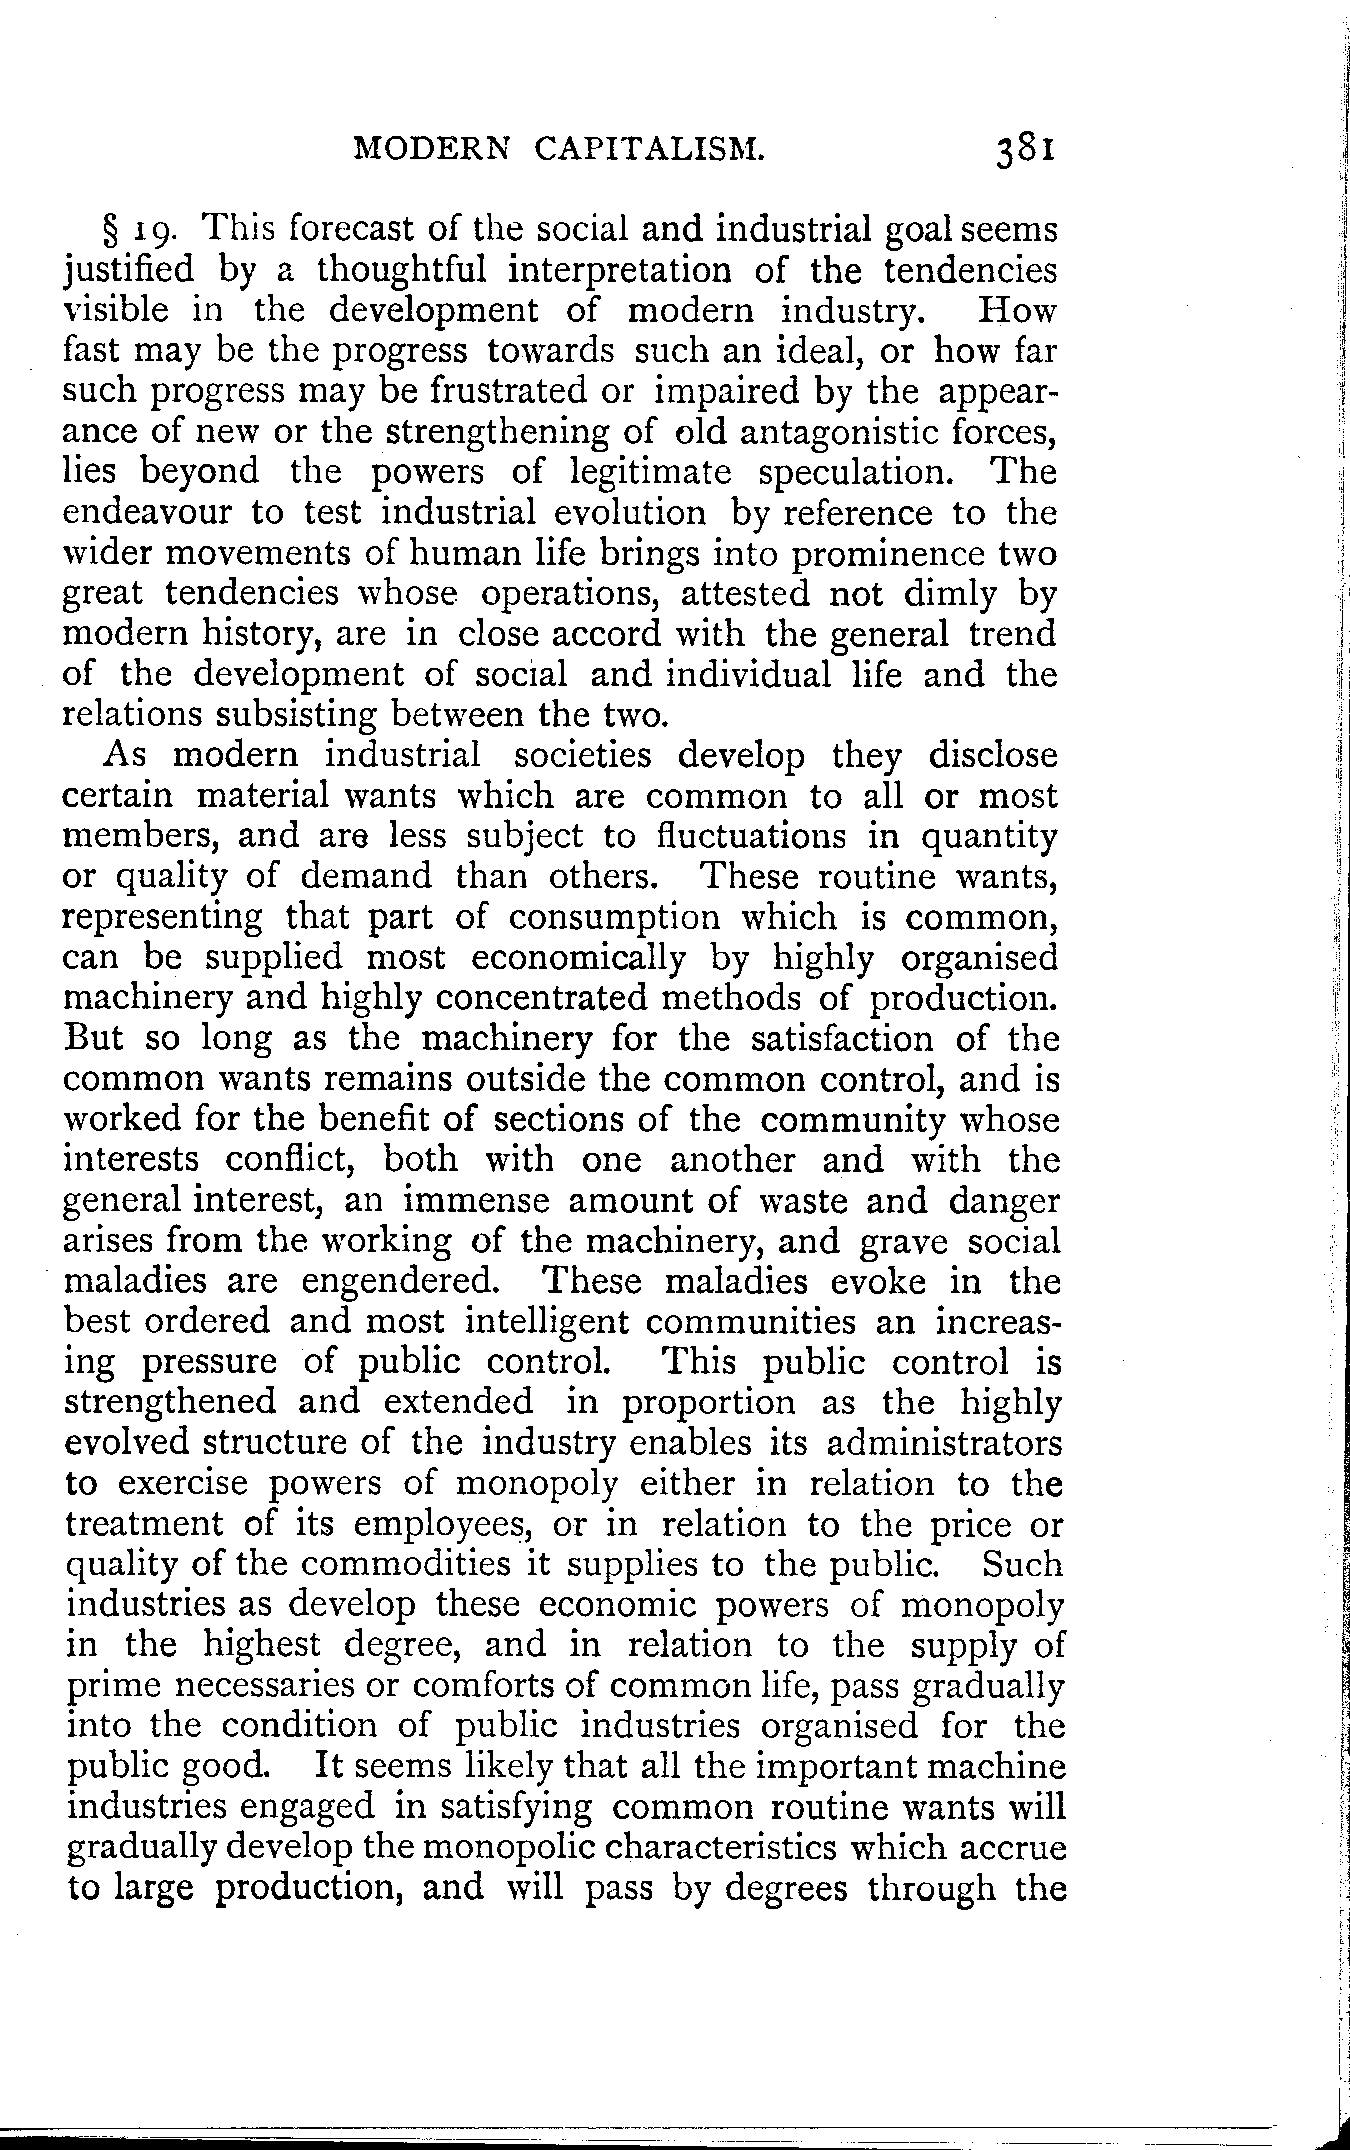 MODERN CAPITALISM. 381
§ 19. This forecast of the social and industrial goal seems
justified by a thoughtful interpretation of the tendencies
visible in the development of modern industry. How
fast may be the progress towards such an ideal, or how far
such progress may be frustrated or impaired by the appear-
ance of new or the strengthening of old antagonistic forces,
lies beyond the powers of legitimate speculation. The
endeavour to test industrial evolution by reference to the
wider movements of human life brings into prominence two
great tendencies whose operations, attested not dimly by
modern history, are in close accord with the general trend
of the development of social and individual life and the
relations subsisting between the two.
As modern industrial societies develop they disclose
certain material wants which are common to all or most
members, and are less subject to fluctuations in quantity
or quality of demand than others. These routine wants,
representing that part of consumption which is common,
can be supplied most economically by highly organised
machinery and highly concentrated methods of production.
But so long as the machinery for the satisfaction of the
common wants remains outside the common control, and is
worked for the benefit of sections of the community whose
interests conflict, both with one another and with the
general interest, an immense amount of waste and danger
arises from the working of the machinery, and grave social
maladies are engendered. These maladies evoke in the
best ordered and most intelligent communities an increas-
ing pressure of public control. This public control is
strengthened and extended in proportion as the highly
evolved structure of the industry enables its administrators
to exercise powers of monopoly either in relation to the
treatment of its employees, or in relation to the price or
quality of the commodities it supplies to the public. Such
industries as develop these economic powers of monopoly
in the highest degree, and in relation to the supply of
prime necessaries or comforts of common life, pass gradually
into the condition of public industries organised for the
public good. It seems likely that all the important machine
industries engaged in satisfying common routine wants will
gradually develop the monopolic characteristics which accrue
to large production, and will pass by degrees through the